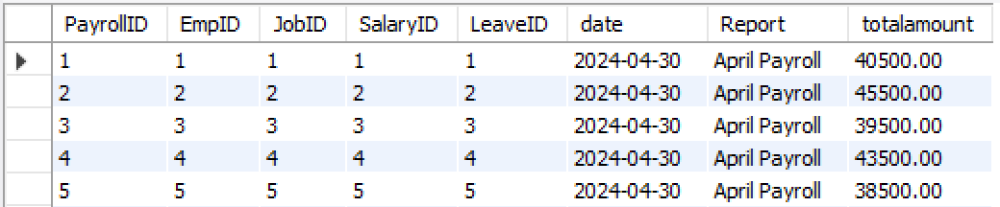 PayrollID EmpID JobID SalaryID LeaveID date Report totalamount
1 1 1 1 1 2024-04-30 April Payroll 40500.00
2 2 2 2 2 2024-04-30 April Payroll 45500.00
3 3 3 3 3 2024-04-30 April Payroll 39500.00
4 4 4 4 4 2024-04-30 April Payroll 43500.00
5 5 5 5 5 2024-04-30 April Payroll 38500.00